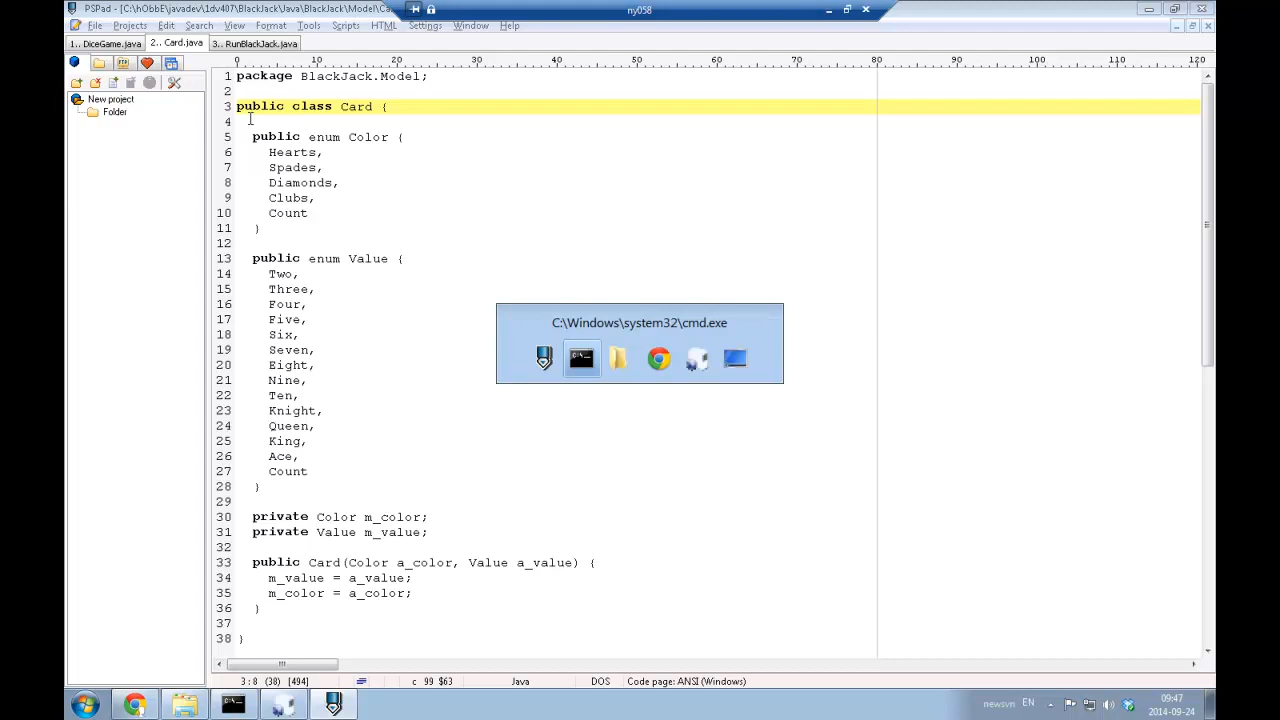 PSPad - [C:\hObbE\javadev\1dv407\BlackJack\Java\BlackJack\Model\Ca
ny058
File Projects Edit Search View Format Tools Scripts HTML Settings Window Help
1.. DiceGame.java 2.. Card.java 3.. RunBlackJack.java
0 10 20 30 40 50 60 70 80 90 100 110 120
New project
Folder
1 package BlackJack.Model;
2
3 public class Card {
4
5 public enum Color {
6 Hearts,
7 Spades,
8 Diamonds,
9 Clubs,
10 Count
11 }
12
13 public enum Value {
14 Two,
15 Three,
16 Four,
17 Five,
18 Six,
19 Seven,
20 Eight,
21 Nine,
22 Ten,
23 Knight,
24 Queen,
25 King,
26 Ace,
27 Count
28 }
29
30 private Color m_color;
31 private Value m_value;
32
33 public Card(Color a_color, Value a_value) {
34 m_value = a_value;
35 m_color = a_color;
36 }
37
38 }
C:\Windows\system32\cmd.exe
3:8 (38) [494] c 99 $63 Java DOS Code page: ANSI (Windows)
newsvn EN 09:47
2014-09-24